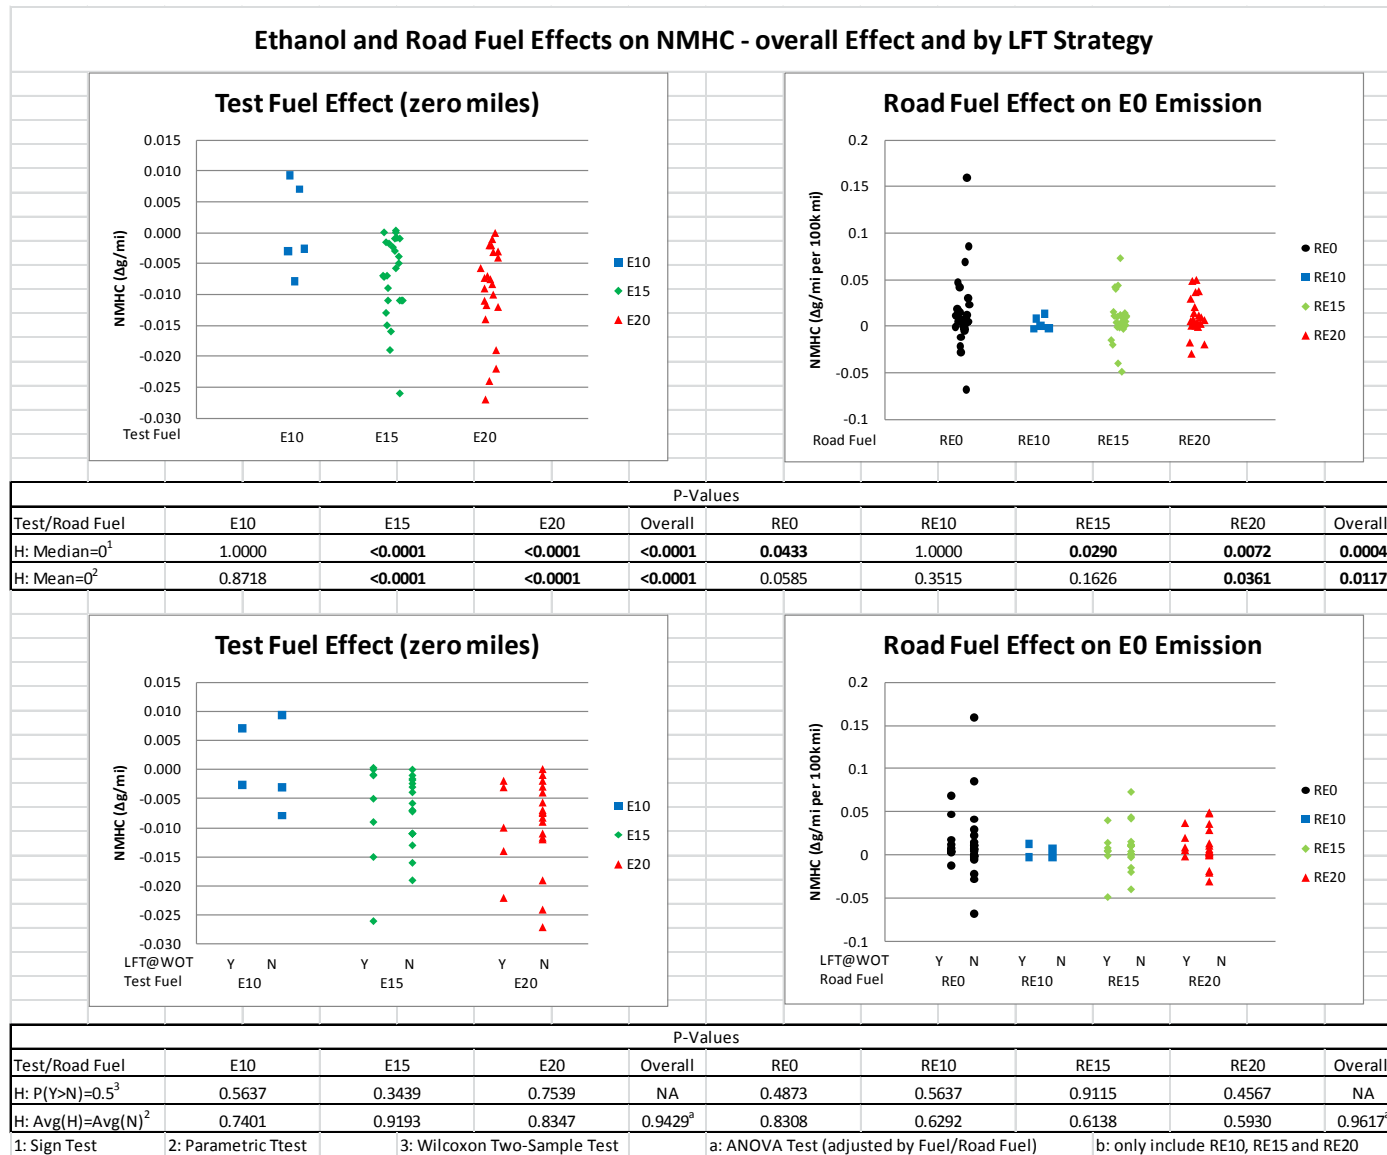 Ethanol and Road Fuel Effects on NMHC - overall Effect and by LFT Strategy
Test Fuel Effect (zero miles)
0.015
0.010
0.005
0.000
-0.005
-0.010
-0.015
-0.020
-0.025
-0.030
NMHC (Δg/mi)
Test Fuel
E10 E15 E20
E10
E15
E20
Road Fuel Effect on E0 Emission
0.2
0.15
0.1
0.05
0
-0.05
-0.1
NMHC (Δg/mi per 100k mi)
Road Fuel RE0 RE10 RE15 RE20
RE0
RE10
RE15
RE20
P-Values
Test/Road Fuel E10 E15 E20 Overall RE0 RE10 RE15 RE20 Overall
H: Median=0¹ 1.0000 <0.0001 <0.0001 <0.0001 0.0433 1.0000 0.0290 0.0072 0.0004
H: Mean=0² 0.8718 <0.0001 <0.0001 <0.0001 0.0585 0.3515 0.1626 0.0361 0.0117
Test Fuel Effect (zero miles)
0.015
0.010
0.005
0.000
-0.005
-0.010
-0.015
-0.020
-0.025
-0.030
NMHC (Δg/mi)
LFT@WOT Y N Y N Y N
Test Fuel E10 E15 E20
E10
E15
E20
Road Fuel Effect on E0 Emission
0.2
0.15
0.1
0.05
0
-0.05
-0.1
NMHC (Δg/mi per 100k mi)
LFT@WOT Y N Y N Y N Y N
Road Fuel RE0 RE10 RE15 RE20
RE0
RE10
RE15
RE20
P-Values
Test/Road Fuel E10 E15 E20 Overall RE0 RE10 RE15 RE20 Overall
H: P(Y>N)=0.5³ 0.5637 0.3439 0.7539 NA 0.4873 0.5637 0.9115 0.4567 NA
H: Avg(H)=Avg(N)² 0.7401 0.9193 0.8347 0.9429ᵃ 0.8308 0.6292 0.6138 0.5930 0.9617ᵃ
1: Sign Test 2: Parametric Ttest 3: Wilcoxon Two-Sample Test a: ANOVA Test (adjusted by Fuel/Road Fuel) b: only include RE10, RE15 and RE20